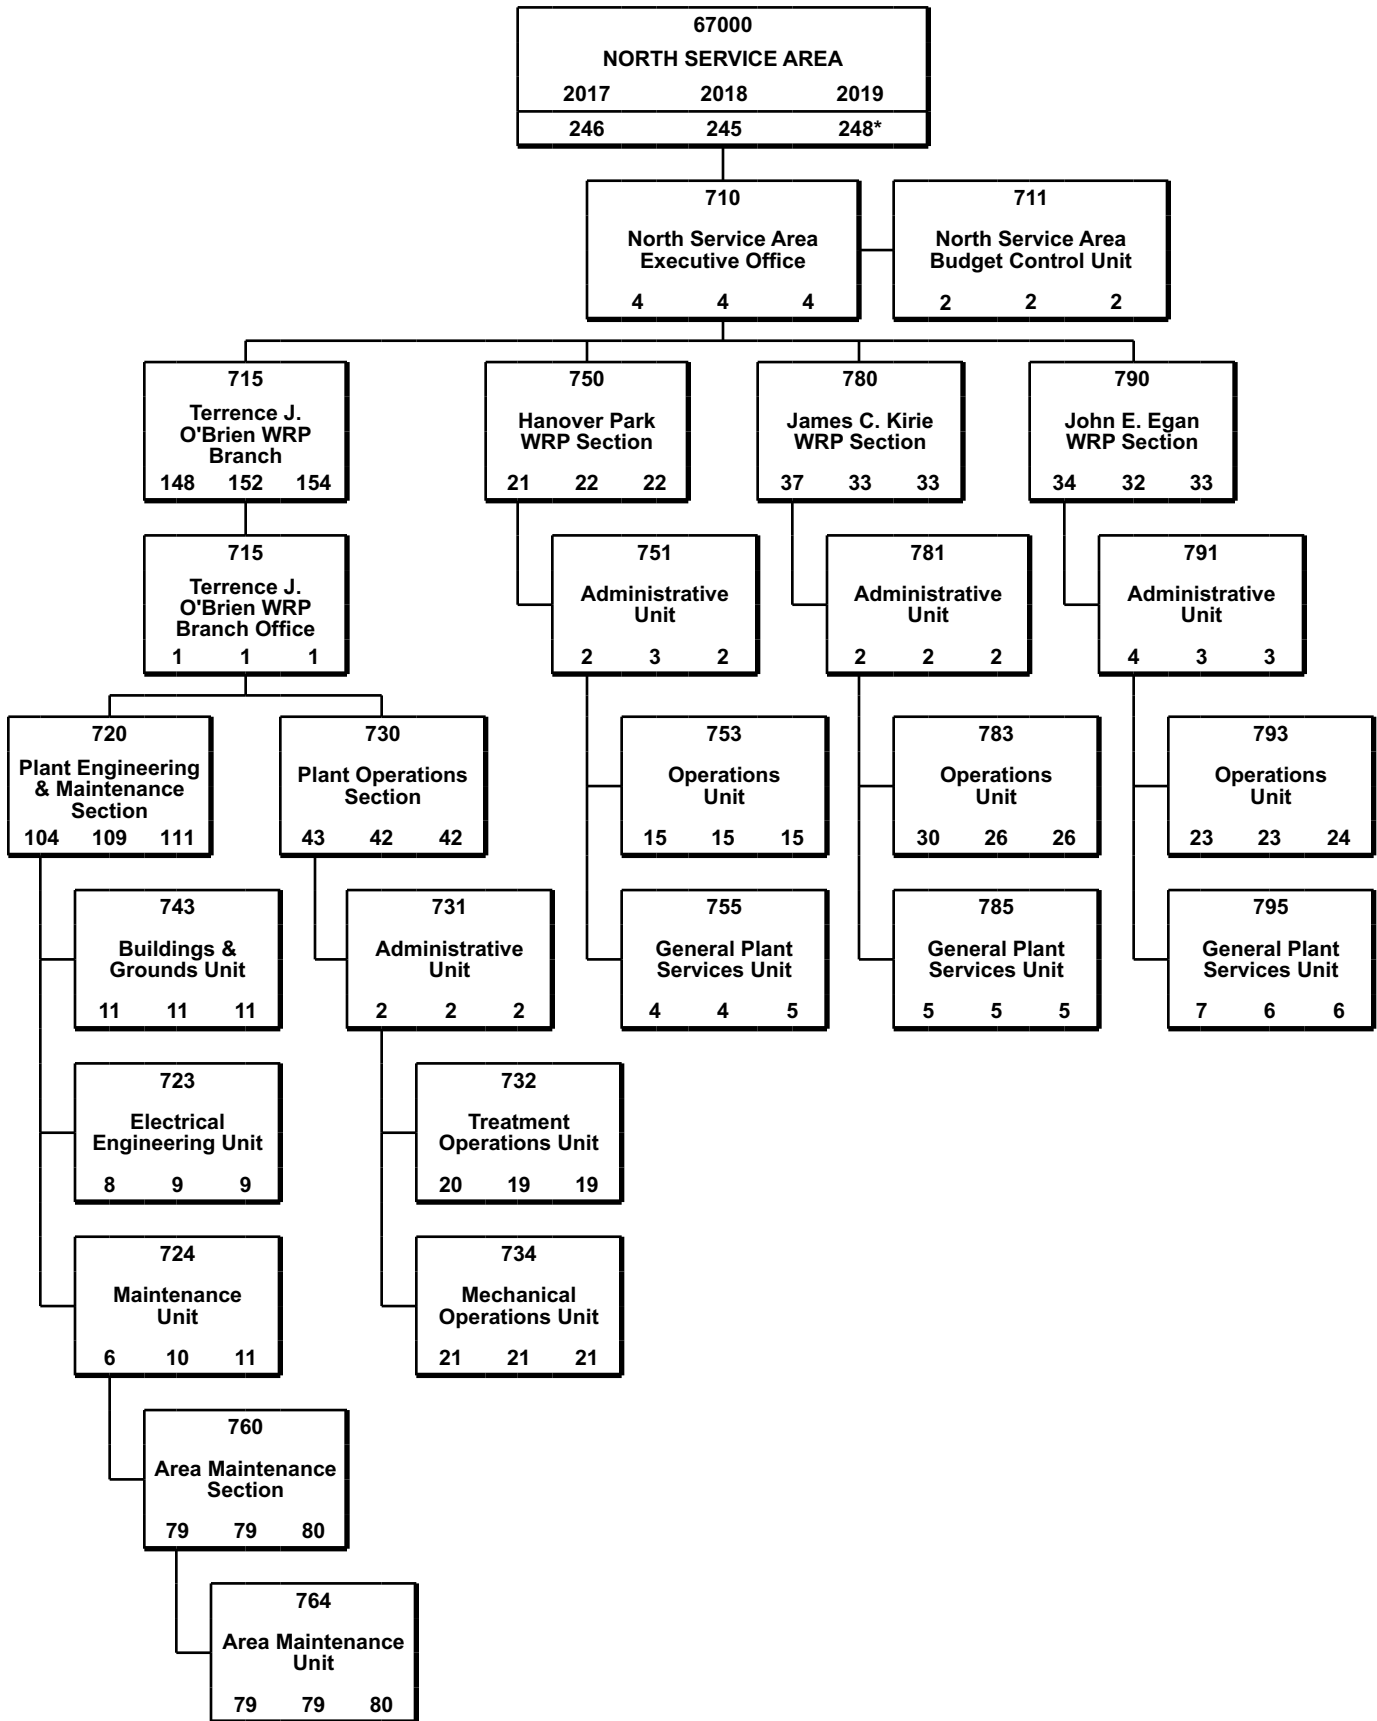 67000
NORTH SERVICE AREA
2017 2018 2019
246 245 248*
710
North Service Area
Executive Office
4 4 4
711
North Service Area
Budget Control Unit
2 2 2
715
Terrence J.
O'Brien WRP
Branch
148 152 154
750
Hanover Park
WRP Section
21 22 22
780
James C. Kirie
WRP Section
37 33 33
790
John E. Egan
WRP Section
34 32 33
715
Terrence J.
O'Brien WRP
Branch Office
1 1 1
751
Administrative
Unit
2 3 2
781
Administrative
Unit
2 2 2
791
Administrative
Unit
4 3 3
720
Plant Engineering
& Maintenance
Section
104 109 111
730
Plant Operations
Section
43 42 42
753
Operations
Unit
15 15 15
783
Operations
Unit
30 26 26
793
Operations
Unit
23 23 24
743
Buildings &
Grounds Unit
11 11 11
731
Administrative
Unit
2 2 2
755
General Plant
Services Unit
4 4 5
785
General Plant
Services Unit
5 5 5
795
General Plant
Services Unit
7 6 6
723
Electrical
Engineering Unit
8 9 9
732
Treatment
Operations Unit
20 19 19
724
Maintenance
Unit
6 10 11
734
Mechanical
Operations Unit
21 21 21
760
Area Maintenance
Section
79 79 80
764
Area Maintenance
Unit
79 79 80